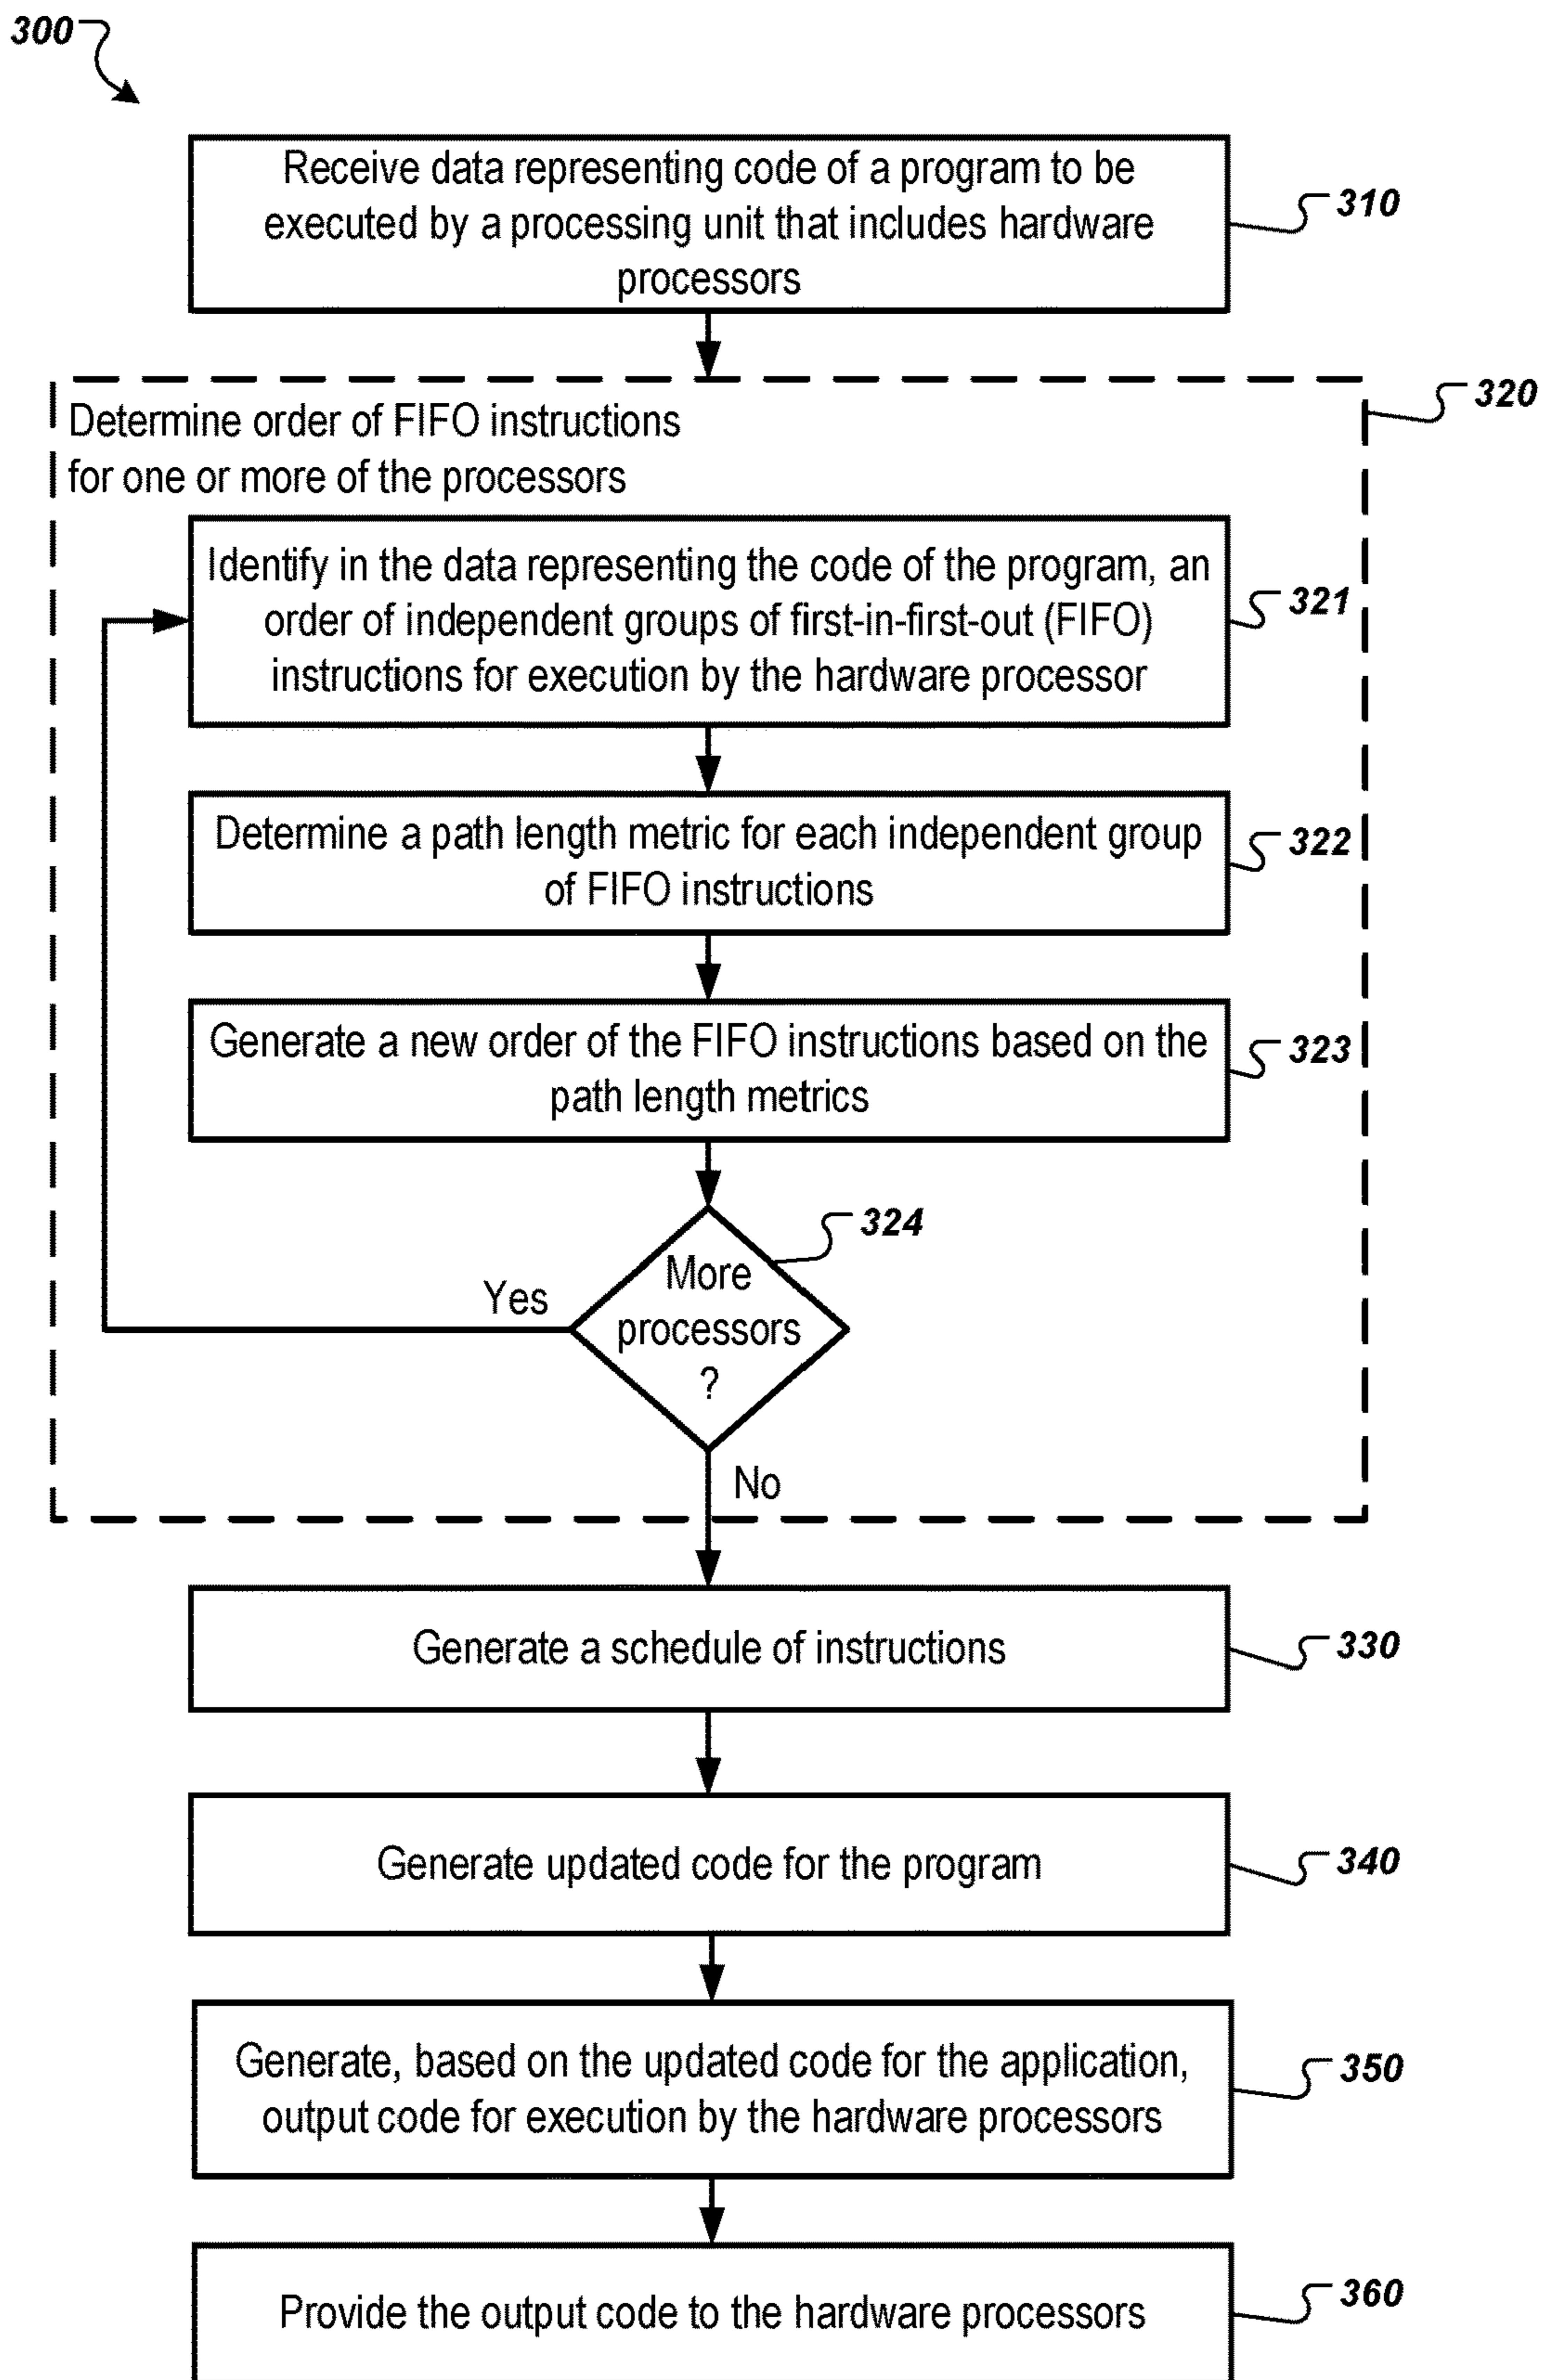 300
Receive data representing code of a program to be
executed by a processing unit that includes hardware
processors
310
320
Determine order of FIFO instructions
for one or more of the processors
Identify in the data representing the code of the program, an
order of independent groups of first-in-first-out (FIFO)
instructions for execution by the hardware processor
321
Determine a path length metric for each independent group
of FIFO instructions
322
Generate a new order of the FIFO instructions based on the
path length metrics
323
324
More
processors
?
Yes
No
Generate a schedule of instructions
330
Generate updated code for the program
340
Generate, based on the updated code for the application,
output code for execution by the hardware processors
350
Provide the output code to the hardware processors
360